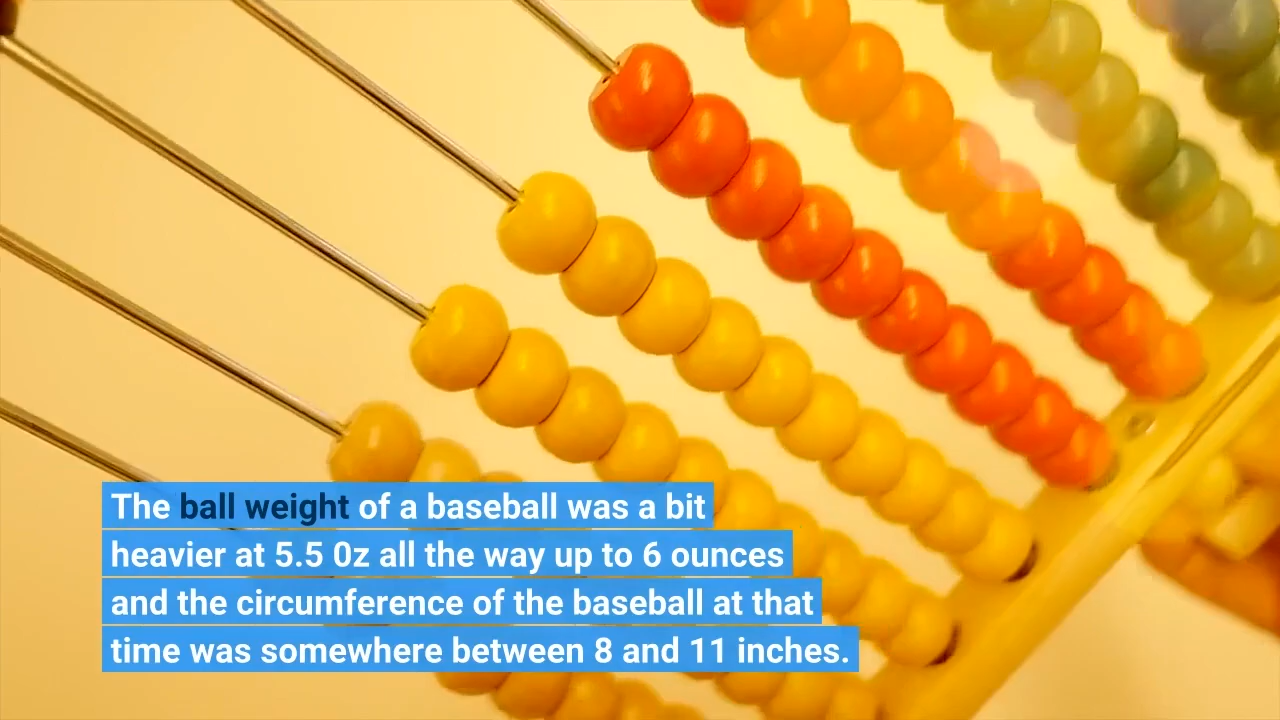 The ball weight of a baseball was a bit
heavier at 5.5 0z all the way up to 6 ounces
and the circumference of the baseball at that
time was somewhere between 8 and 11 inches.